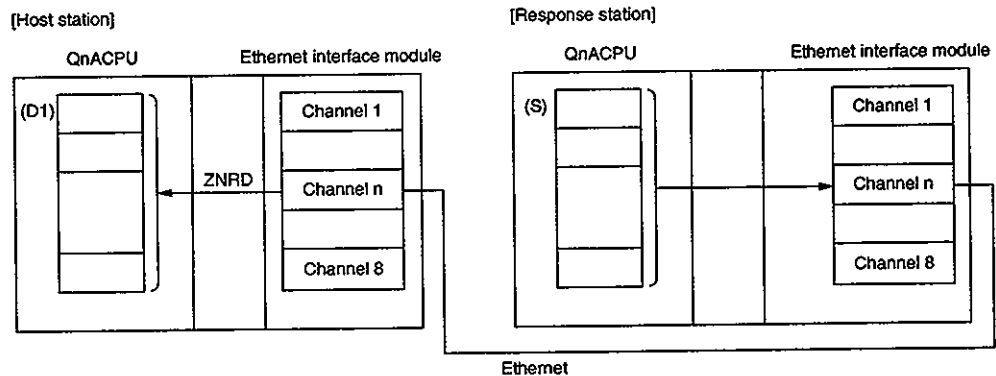 [Host station]
QnACPU
Ethernet interface module
(D1)
Channel 1
ZNRD
Channel n
Channel 8
[Response station]
QnACPU
Ethernet interface module
(S)
Channel 1
Channel n
Channel 8
Ethernet